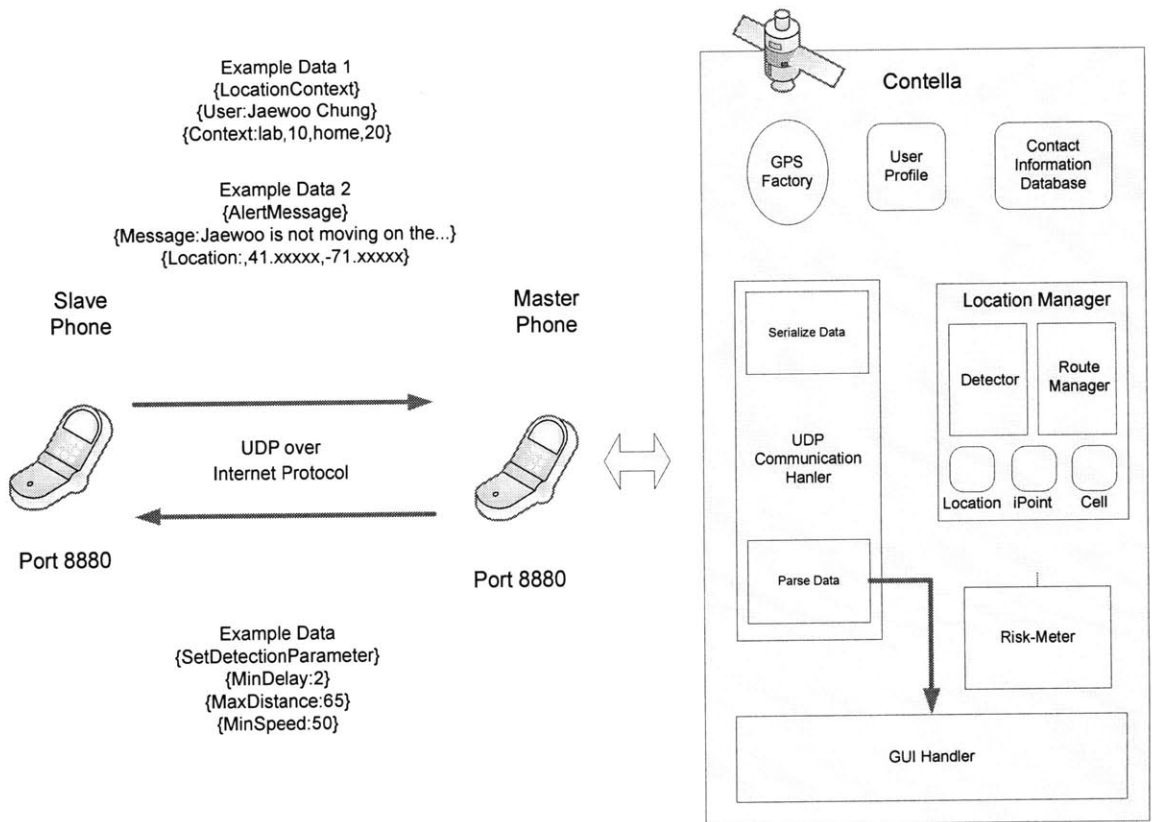 Example Data 1
{LocationContext}
{User:Jaewoo Chung}
{Context:lab,10,home,20}
Example Data 2
{AlertMessage}
{Message:Jaewoo is not moving on the...}
{Location:,41.xxxxx,-71.xxxxx}
Slave
Phone
Master
Phone
UDP over
Internet Protocol
Port 8880
Port 8880
Example Data
{SetDetectionParameter}
{MinDelay:2}
{MaxDistance:65}
{MinSpeed:50}
Contella
GPS
Factory
User
Profile
Contact
Information
Database
Serialize Data
UDP
Communication
Hanler
Parse Data
Location Manager
Detector
Route
Manager
Location
iPoint
Cell
Risk-Meter
GUI Handler